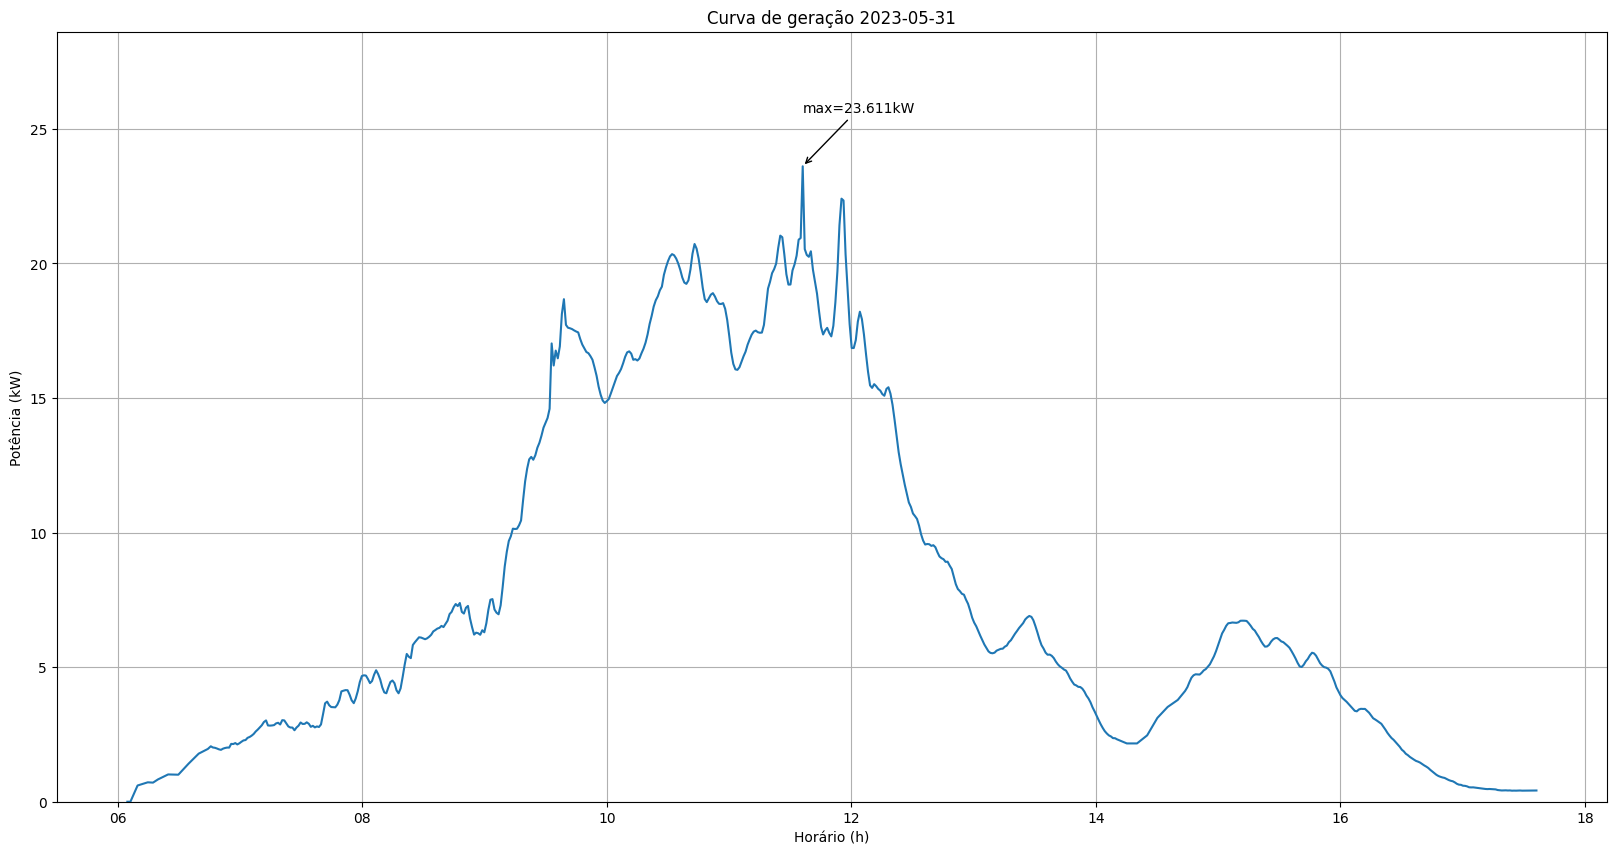 Curva de geração 2023-05-31
max=23.611kW
25
20
15
10
5
0
Potência (kW)
06 08 10 12 14 16 18
Horário (h)